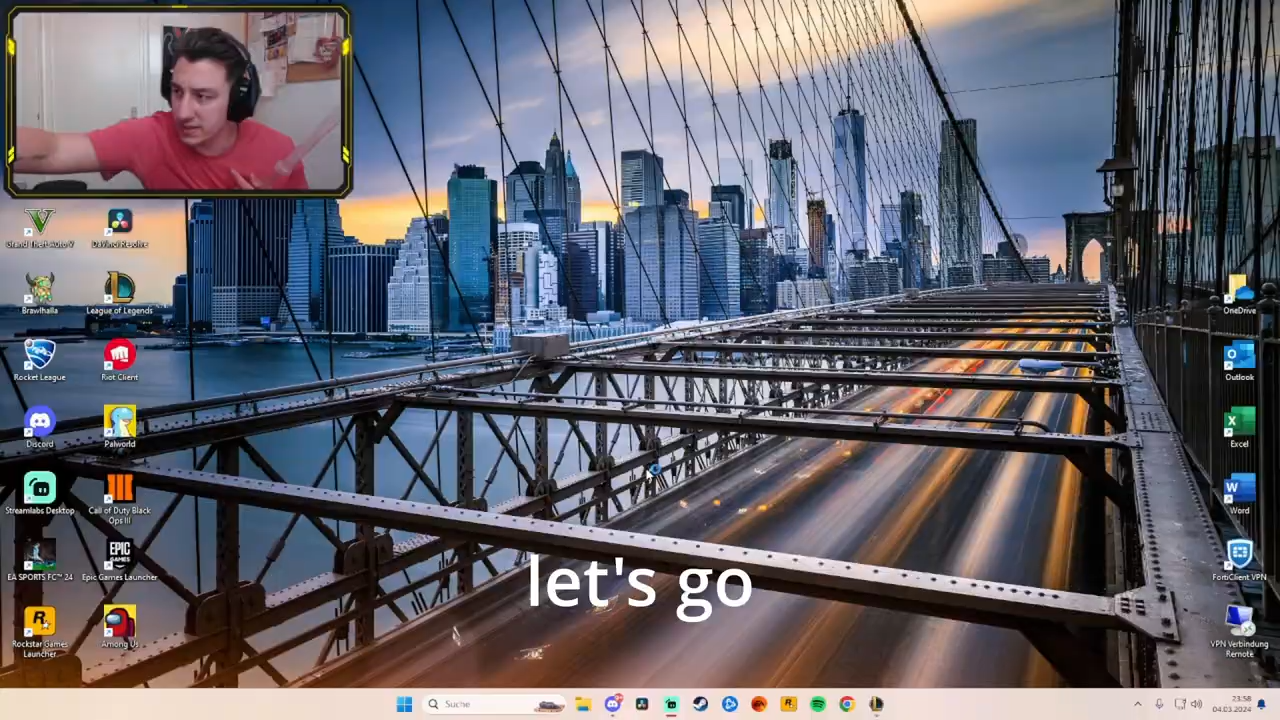 Grand Theft Auto V
DaVinci Resolve
Brawlhalla
League of Legends
Rocket League
Riot Client
Discord
Palworld
Streamlabs Desktop
Call of Duty Black
Ops III
EA SPORTS FC™ 24
EPIC
GAMES
Epic Games Launcher
Rockstar Games
Launcher
Among Us
OneDrive
Outlook
Excel
Word
FortiClient VPN
VPN Verbindung
Remote
let's go
Suche
23:58
04.03.2024